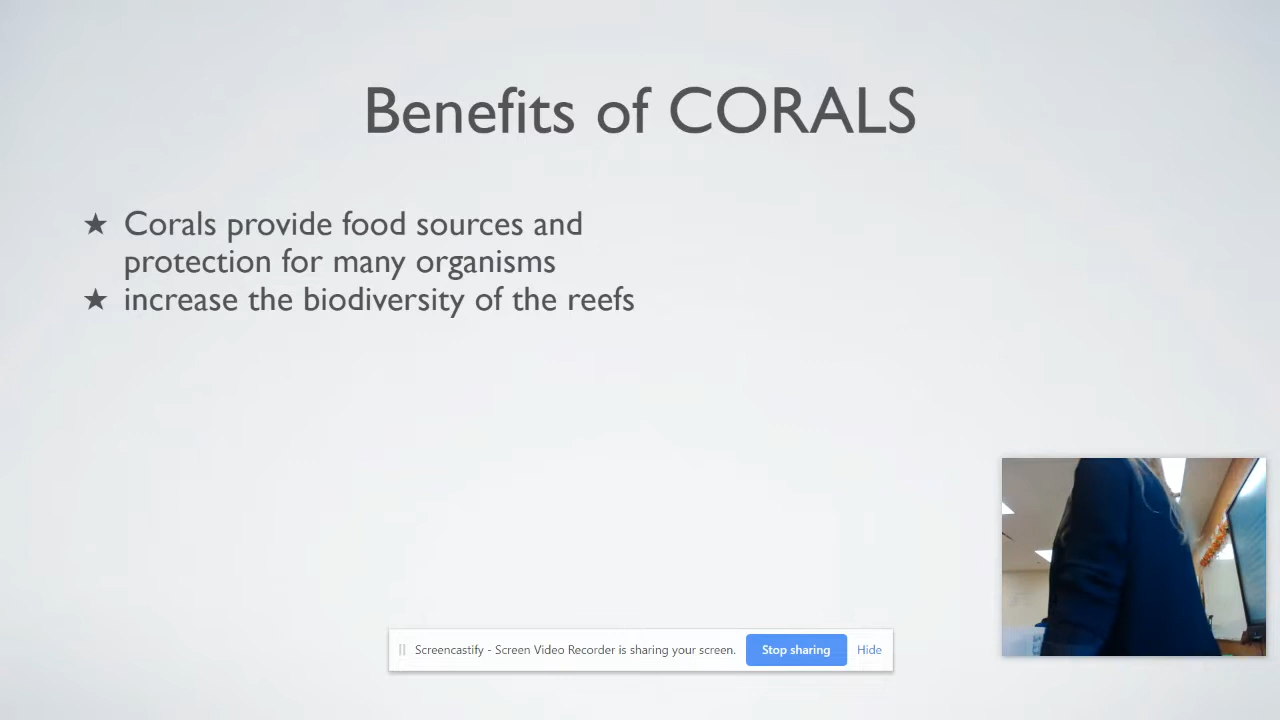 Benefits of CORALS
★ Corals provide food sources and
protection for many organisms
★ increase the biodiversity of the reefs
Screencastify - Screen Video Recorder is sharing your screen. Stop sharing Hide